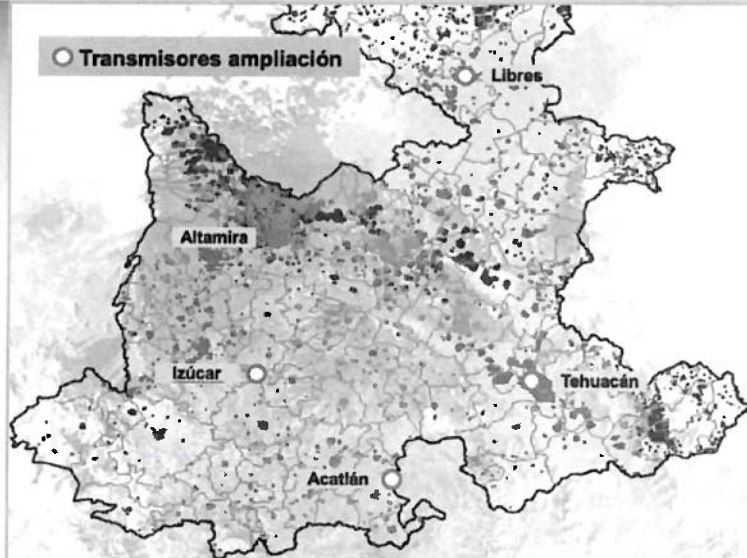 Transmisores ampliación
Libres
Altamira
Izúcar
Tehuacán
Acatlán